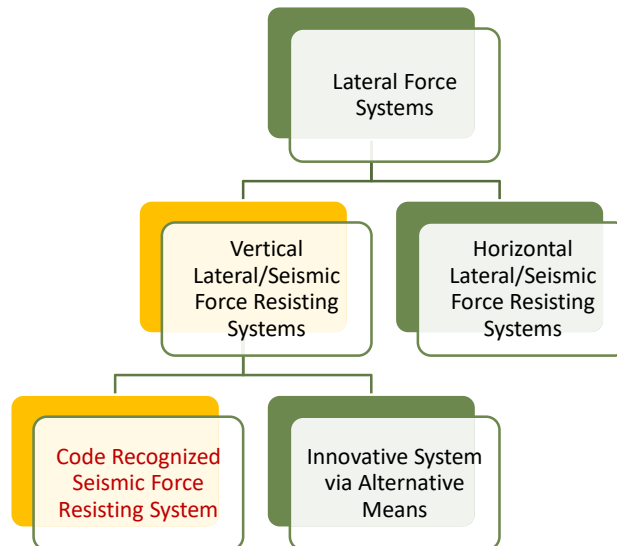 Lateral Force
Systems
Vertical
Lateral/Seismic
Force Resisting
Systems
Horizontal
Lateral/Seismic
Force Resisting
Systems
Code Recognized
Seismic Force
Resisting System
Innovative System
via Alternative
Means